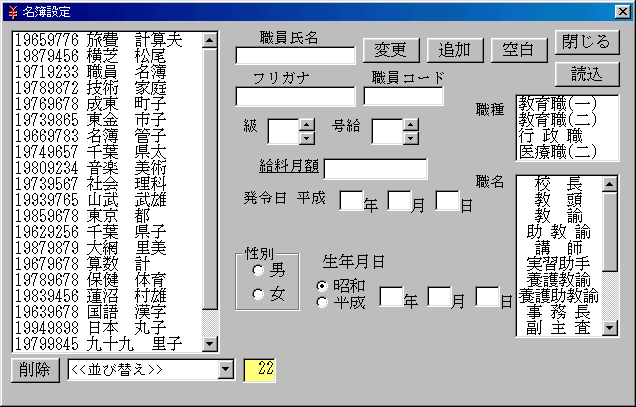 名簿設定
19659776 旅費　計算夫
19879456 横芝　松尾
19719233 職員　名簿
19789872 技術　家庭
19769678 成東　町子
19739865 東金　市子
19669783 名簿　管子
19749657 千葉　県太
19809234 音楽　美術
19739567 社会　理科
19939765 山武　武雄
19859678 東京　都
19629256 千葉　県子
19879879 大網　里美
19679678 算数　計
19789678 保健　体育
19839456 蓮沼　村雄
19639678 国語　漢字
19949898 日本　丸子
19799845 九十九　里子
削除
<<並び替え>>
22
職員氏名
変更
追加
空白
閉じる
読込
フリガナ
職員コード
級
号給
給料月額
発令日 平成 年 月 日
性別
男
女
生年月日
昭和
平成
年 月 日
職種
教育職(一)
教育職(二)
行 政 職
医療職(二)
職名
校　長
教　頭
教　諭
助 教 諭
講　師
実習助手
養護教諭
養護助教諭
事 務 長
副 主 査